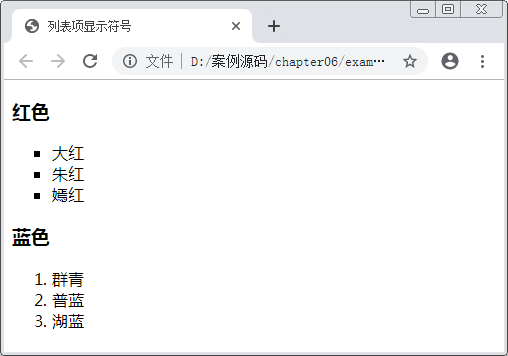 列表项显示符号
文件 | D:/案例源码/chapter06/exam…
红色
大红
朱红
嫣红
蓝色
1. 群青
2. 普蓝
3. 湖蓝